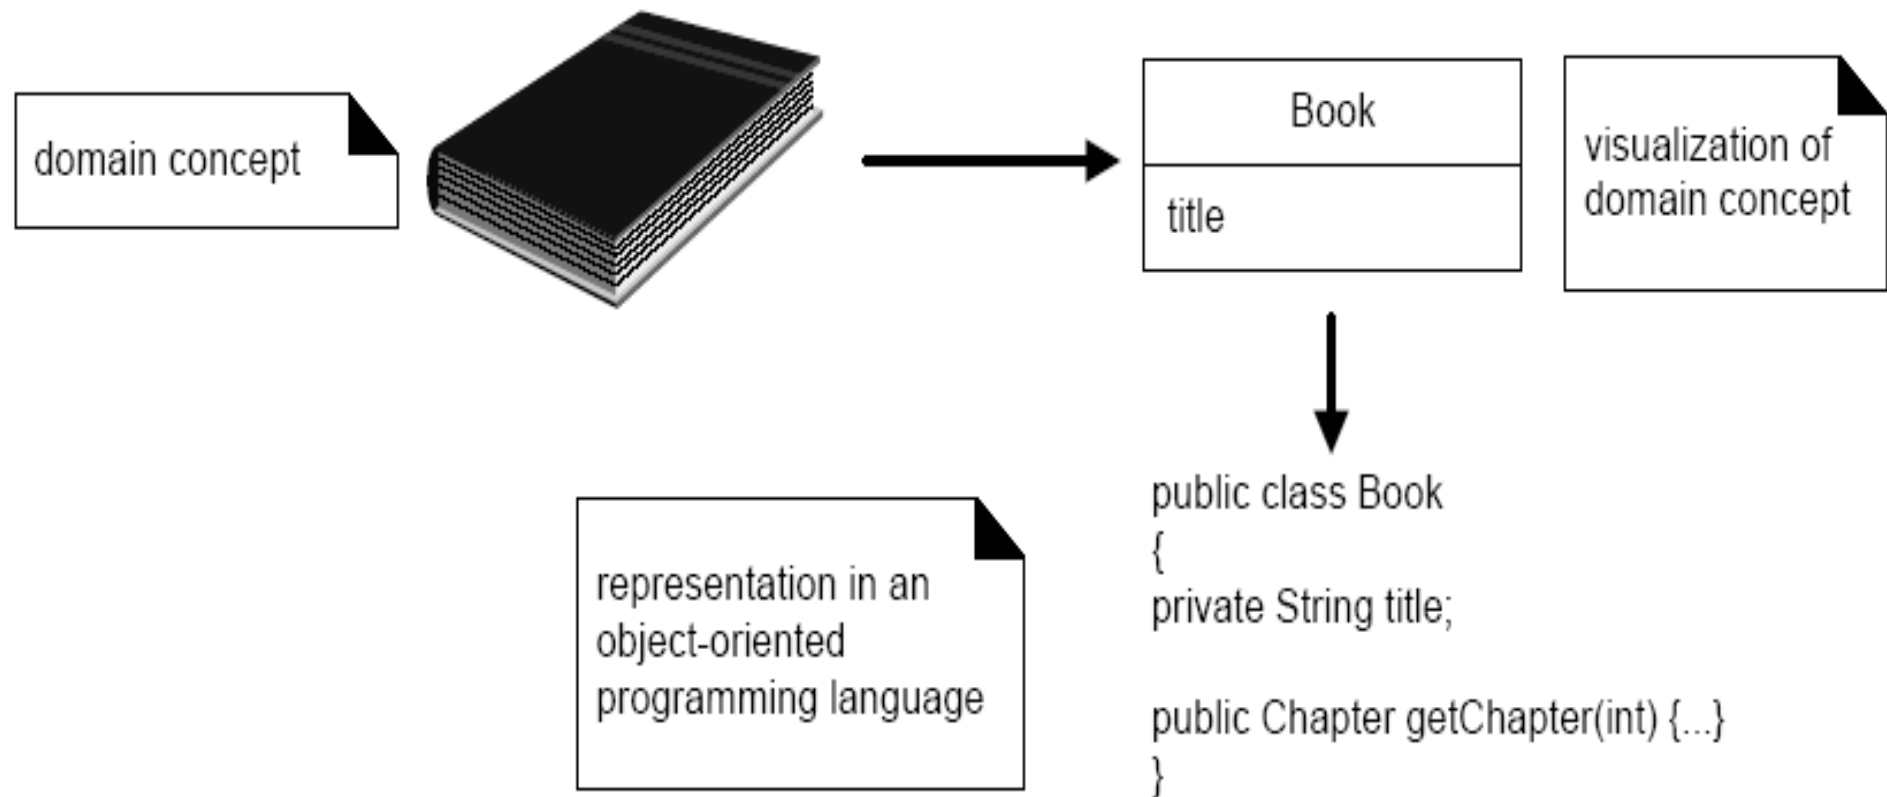 domain concept
Book
title
visualization of
domain concept
representation in an
object-oriented
programming language
public class Book
{
private String title;
public Chapter getChapter(int) {...}
}